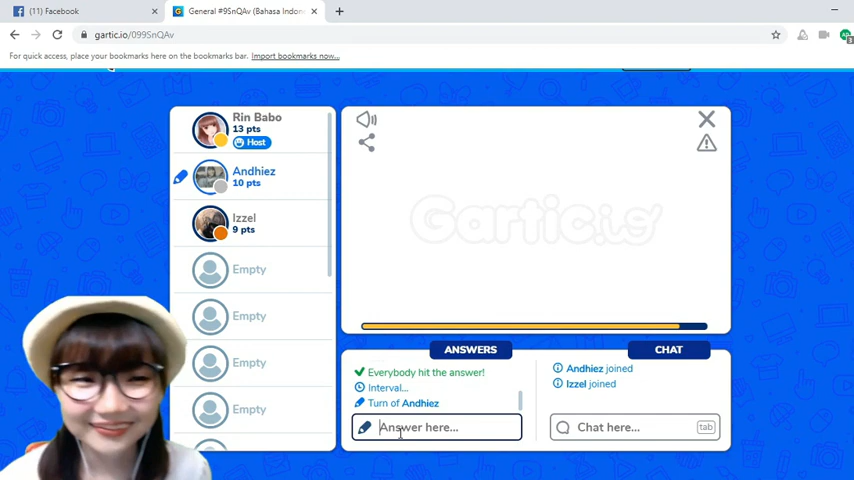 (11) Facebook
General #9SnQAv (Bahasa Indon
gartic.io/099SnQAv
For quick access, place your bookmarks here on the bookmarks bar. Import bookmarks now...
Rin Babo
13 pts
Host
Andhiez
10 pts
Izzel
9 pts
Empty
Empty
Empty
Empty
Gartic.io
ANSWERS
Everybody hit the answer!
Interval...
Turn of Andhiez
Answer here...
CHAT
Andhiez joined
Izzel joined
Chat here...
tab